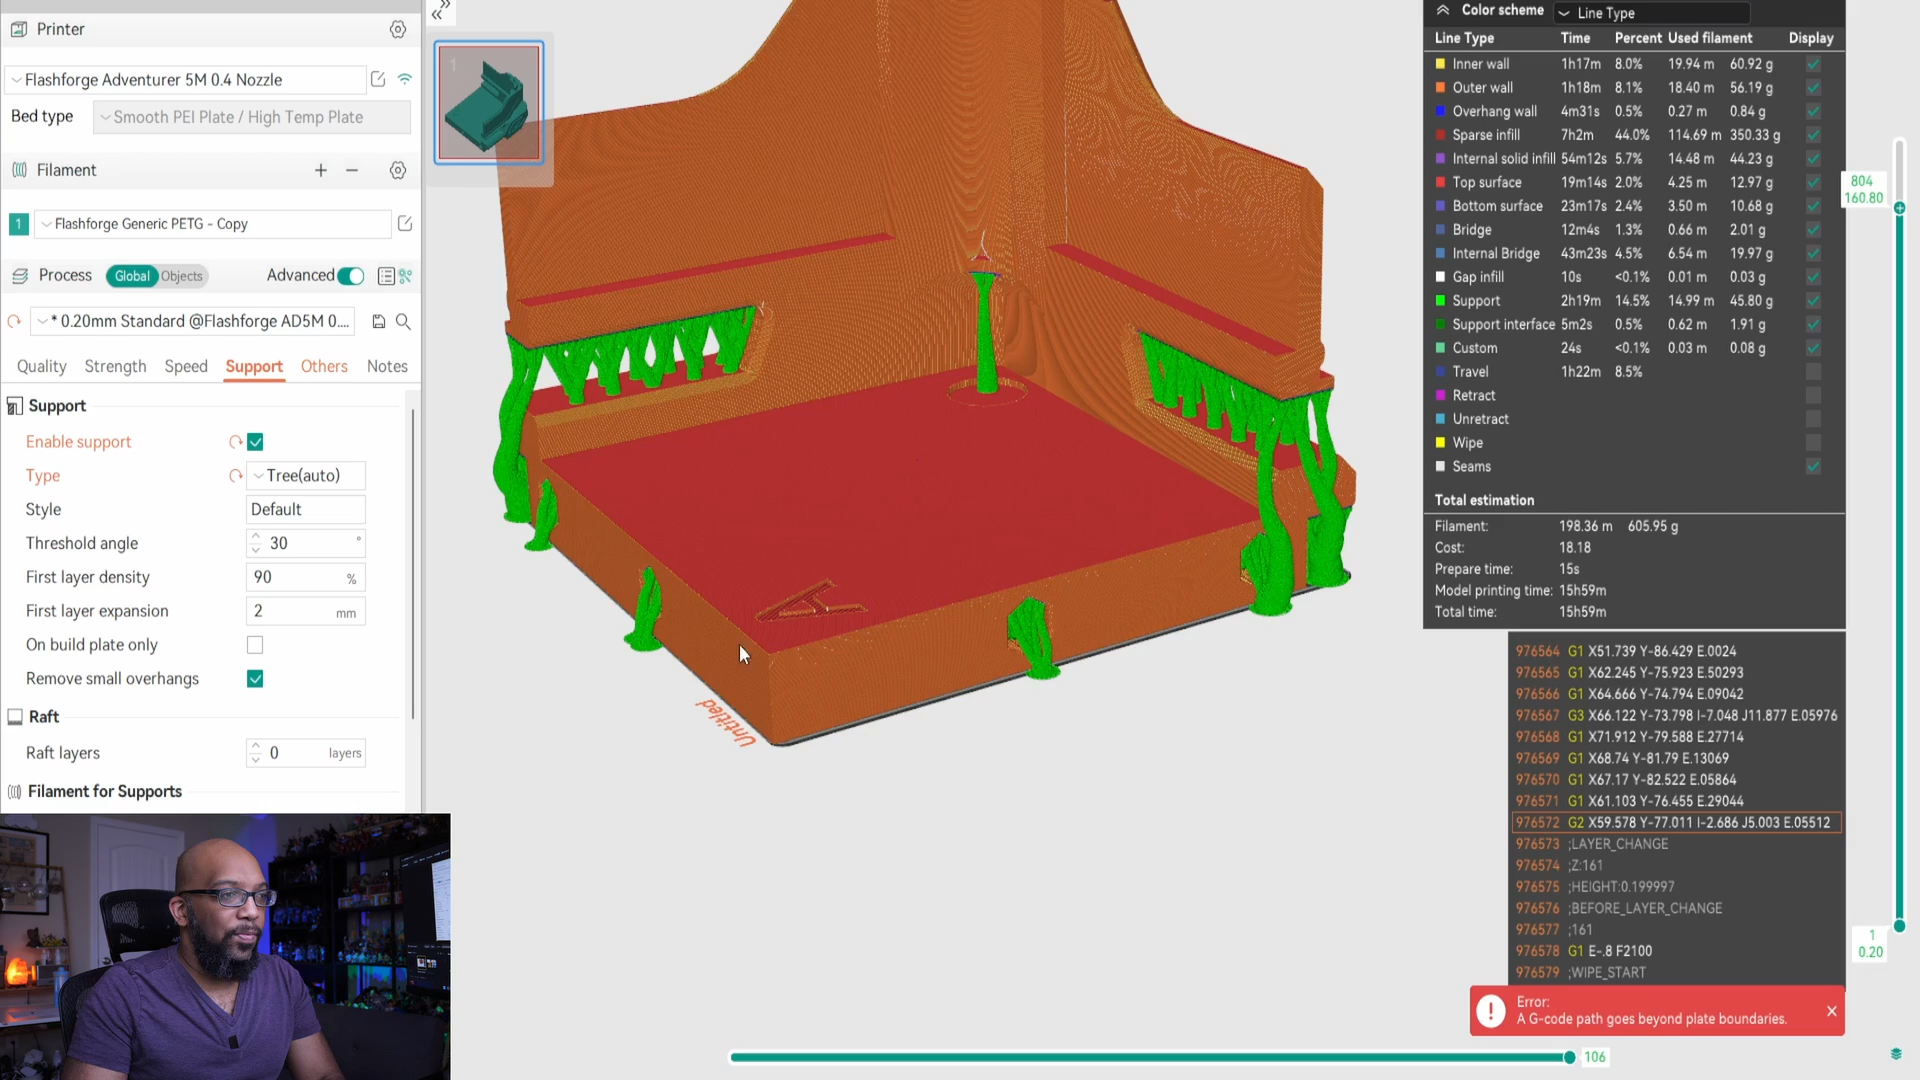 Printer
Flashforge Adventurer 5M 0.4 Nozzle
Bed type
Smooth PEI Plate / High Temp Plate
Filament
1
Flashforge Generic PETG - Copy
Process
Global
Objects
Advanced
* 0.20mm Standard @Flashforge AD5M 0....
Quality
Strength
Speed
Support
Others
Notes
Support
Enable support
Type
Tree(auto)
Style
Default
Threshold angle
30 °
First layer density
90 %
First layer expansion
2 mm
On build plate only
Remove small overhangs
Raft
Raft layers
0 layers
Filament for Supports
1
A
Untitled
Color scheme
Line Type
Line Type Time Percent Used filament Display
Inner wall 1h17m 8.0% 19.94 m 60.92 g
Outer wall 1h18m 8.1% 18.40 m 56.19 g
Overhang wall 4m31s 0.5% 0.27 m 0.84 g
Sparse infill 7h2m 44.0% 114.69 m 350.33 g
Internal solid infill 54m12s 5.7% 14.48 m 44.23 g
Top surface 19m14s 2.0% 4.25 m 12.97 g
Bottom surface 23m17s 2.4% 3.50 m 10.68 g
Bridge 12m4s 1.3% 0.66 m 2.01 g
Internal Bridge 43m23s 4.5% 6.54 m 19.97 g
Gap infill 10s <0.1% 0.01 m 0.03 g
Support 2h19m 14.5% 14.99 m 45.80 g
Support interface 5m2s 0.5% 0.62 m 1.91 g
Custom 24s <0.1% 0.03 m 0.08 g
Travel 1h22m 8.5%
Retract
Unretract
Wipe
Seams
Total estimation
Filament: 198.36 m 605.95 g
Cost: 18.18
Prepare time: 15s
Model printing time: 15h59m
Total time: 15h59m
804
160.80
976564 G1 X51.739 Y-86.429 E.0024
976565 G1 X62.245 Y-75.923 E.50293
976566 G1 X64.666 Y-74.794 E.09042
976567 G3 X66.122 Y-73.798 I-7.048 J11.877 E.05976
976568 G1 X71.912 Y-79.588 E.27714
976569 G1 X68.74 Y-81.79 E.13069
976570 G1 X67.17 Y-82.522 E.05864
976571 G1 X61.103 Y-76.455 E.29044
976572 G2 X59.578 Y-77.011 I-2.686 J5.003 E.05512
976573 ;LAYER_CHANGE
976574 ;Z:161
976575 ;HEIGHT:0.199997
976576 ;BEFORE_LAYER_CHANGE
976577 ;161
976578 G1 E-.8 F2100
976579 ;WIPE_START
1
0.20
Error:
A G-code path goes beyond plate boundaries.
106